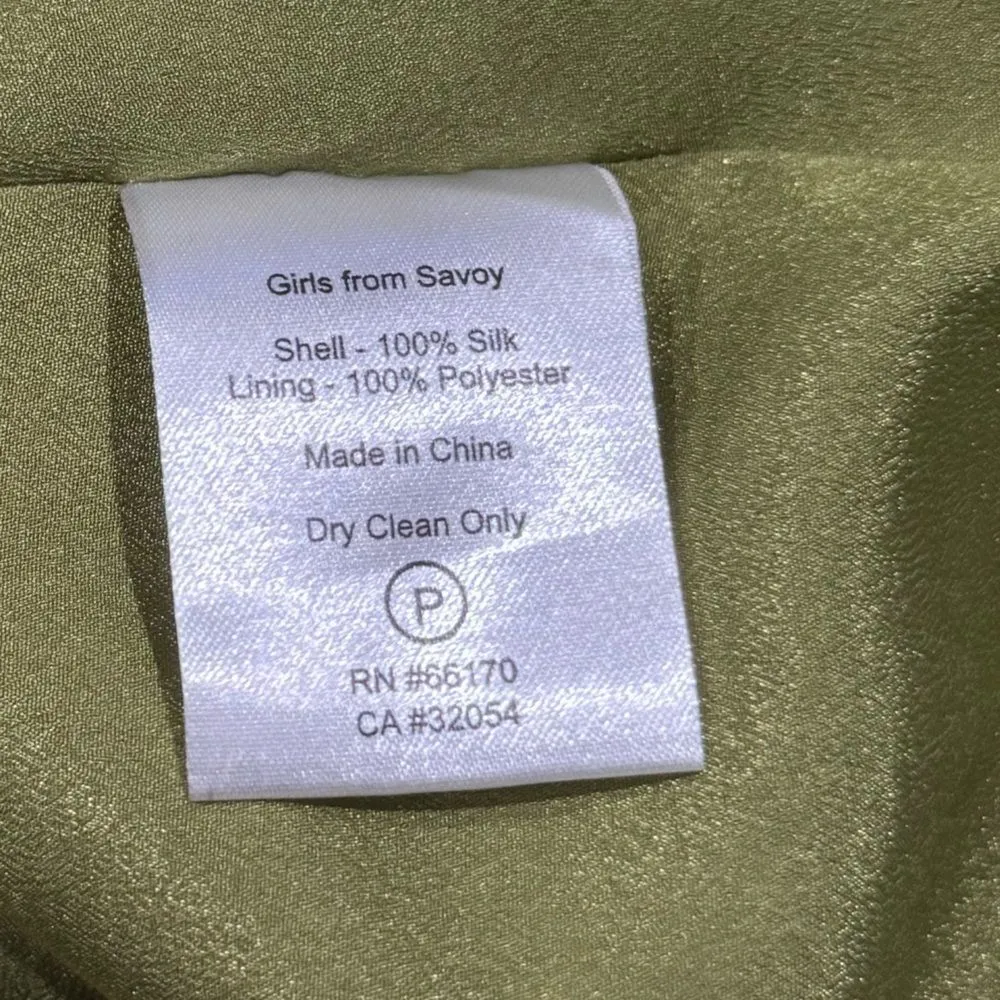 Girls from Savoy
Shell - 100% Silk
Lining - 100% Polyester
Made in China
Dry Clean Only
P
RN #66170
CA #32054